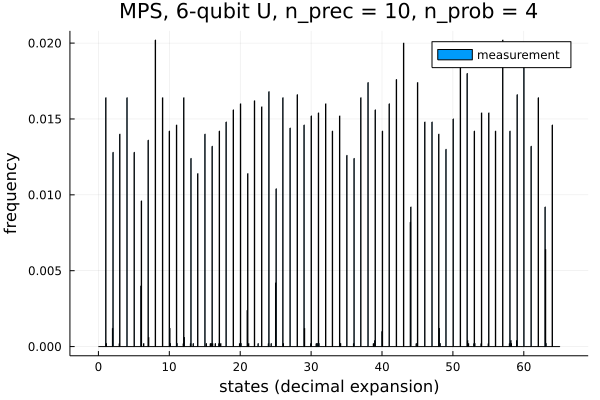 MPS, 6-qubit U, n_prec = 10, n_prob = 4
measurement
frequency
0.020
0.015
0.010
0.005
0.000
0 10 20 30 40 50 60
states (decimal expansion)